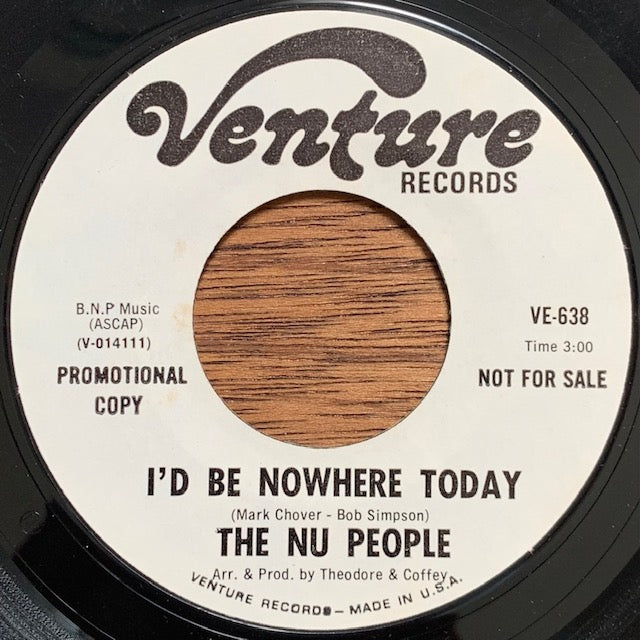 Venture
RECORDS
B.N.P Music
(ASCAP)
(V-014111)
PROMOTIONAL
COPY
VE-638
Time 3:00
NOT FOR SALE
I'D BE NOWHERE TODAY
(Mark Chover - Bob Simpson)
THE NU PEOPLE
Arr. & Prod. by Theodore & Coffey
VENTURE RECORDS — MADE IN U.S.A.